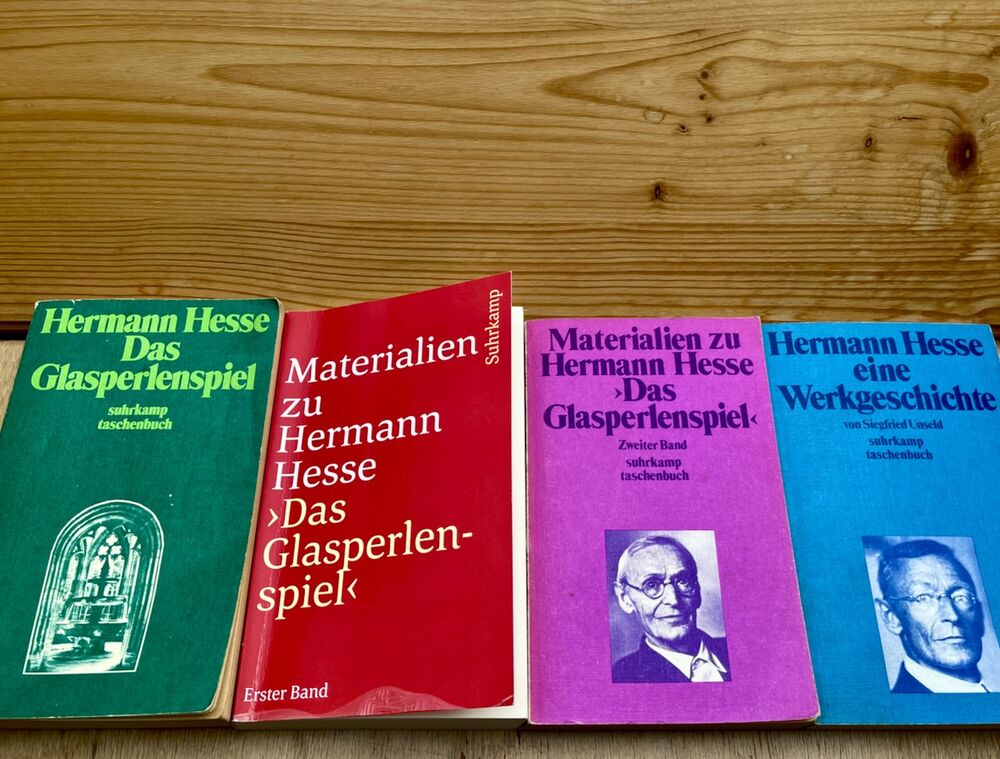 Hermann Hesse
Das
Glasperlenspiel
suhrkamp
taschenbuch
Suhrkamp
Materialien
zu
Hermann
Hesse
›Das
Glasperlen-
spiel‹
Erster Band
Materialien zu
Hermann Hesse
›Das
Glasperlenspiel‹
Zweiter Band
suhrkamp
taschenbuch
Hermann Hesse
eine
Werkgeschichte
von Siegfried Unseld
suhrkamp
taschenbuch